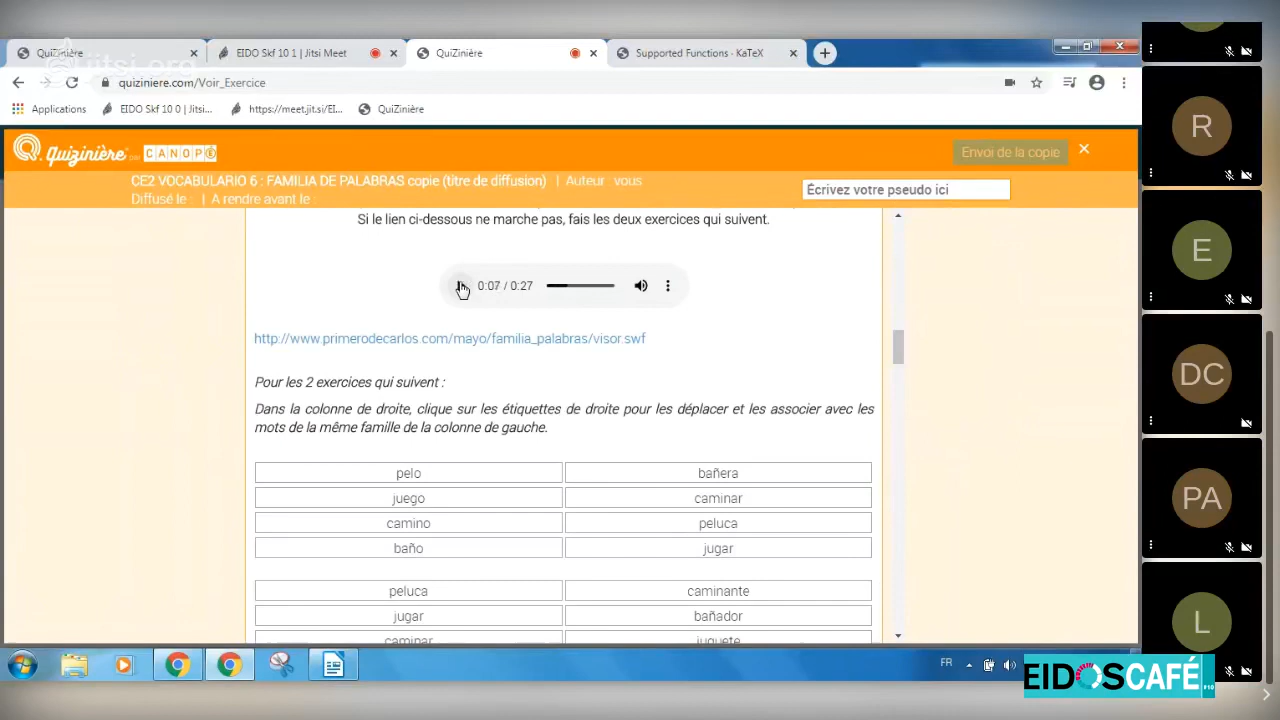 jitsi.org
QuiZinière
EIDO Skf 10 1 | Jitsi Meet
QuiZinière
Supported Functions - KaTeX
quiziniere.com/Voir_Exercice
Applications
EIDO Skf 10 0 | Jitsi...
https://meet.jit.si/EI...
QuiZinière
Quizinière par CANOPÉ
Envoi de la copie
CE2 VOCABULARIO 6 : FAMILIA DE PALABRAS copie (titre de diffusion) | Auteur vous
Diffusé le | A rendre avant le :
Écrivez votre pseudo ici
Si le lien ci-dessous ne marche pas, fais les deux exercices qui suivent.
0:07 / 0:27
http://www.primerodecarlos.com/mayo/familia_palabras/visor.swf
Pour les 2 exercices qui suivent :
Dans la colonne de droite, clique sur les étiquettes de droite pour les déplacer et les associer avec les
mots de la même famille de la colonne de gauche.
pelo bañera
juego caminar
camino peluca
baño jugar
peluca caminante
jugar bañador
caminar juguete
R
E
DC
PA
L
FR
EIDOSCAFÉ #10